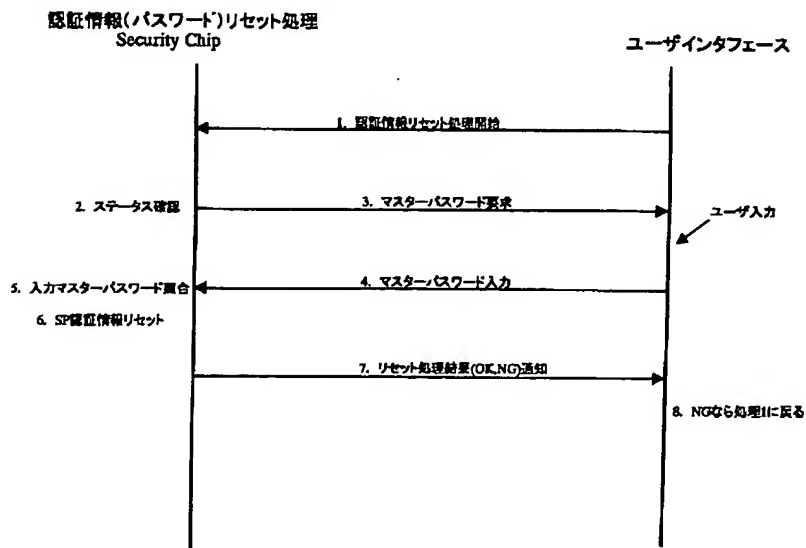 認証情報(パスワード)リセット処理
Security Chip
ユーザインタフェース
1. 認証情報リセット処理開始
2. ステータス確認
3. マスターパスワード要求
ユーザ入力
4. マスターパスワード入力
5. 入力マスターパスワード照合
6. SP認証情報リセット
7. リセット処理結果(OK,NG)通知
8. NGなら処理1に戻る